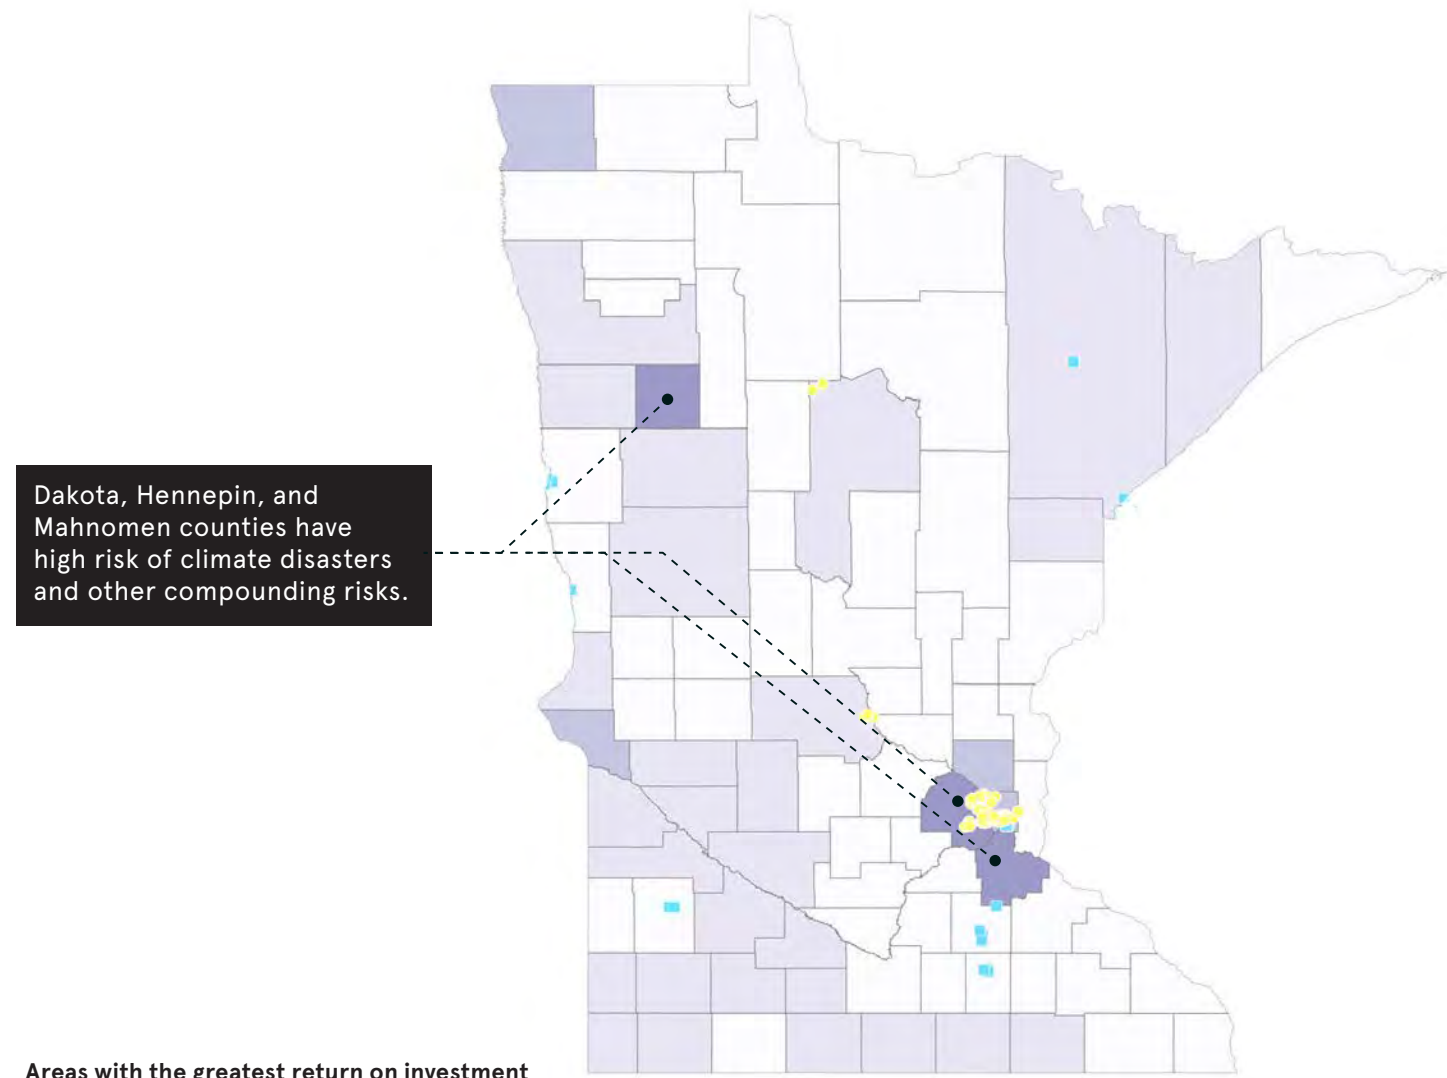 Dakota, Hennepin, and
Mahnomen counties have
high risk of climate disasters
and other compounding risks.
Areas with the greatest return on investment